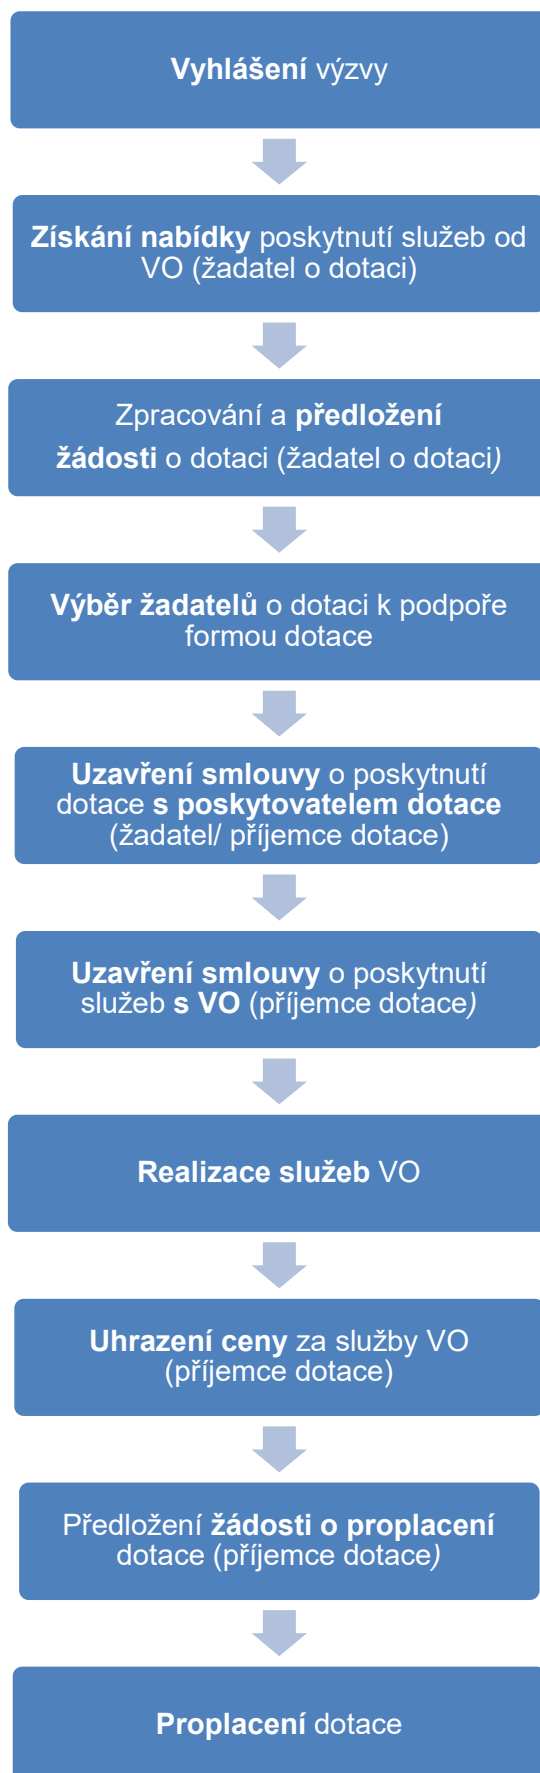 Vyhlášení výzvy
Získání nabídky poskytnutí služeb od
VO (žadatel o dotaci)
Zpracování a předložení
žádosti o dotaci (žadatel o dotaci)
Výběr žadatelů o dotaci k podpoře
formou dotace
Uzavření smlouvy o poskytnutí
dotace s poskytovatelem dotace
(žadatel/ příjemce dotace)
Uzavření smlouvy o poskytnutí
služeb s VO (příjemce dotace)
Realizace služeb VO
Uhrazení ceny za služby VO
(příjemce dotace)
Předložení žádosti o proplacení
dotace (příjemce dotace)
Proplacení dotace